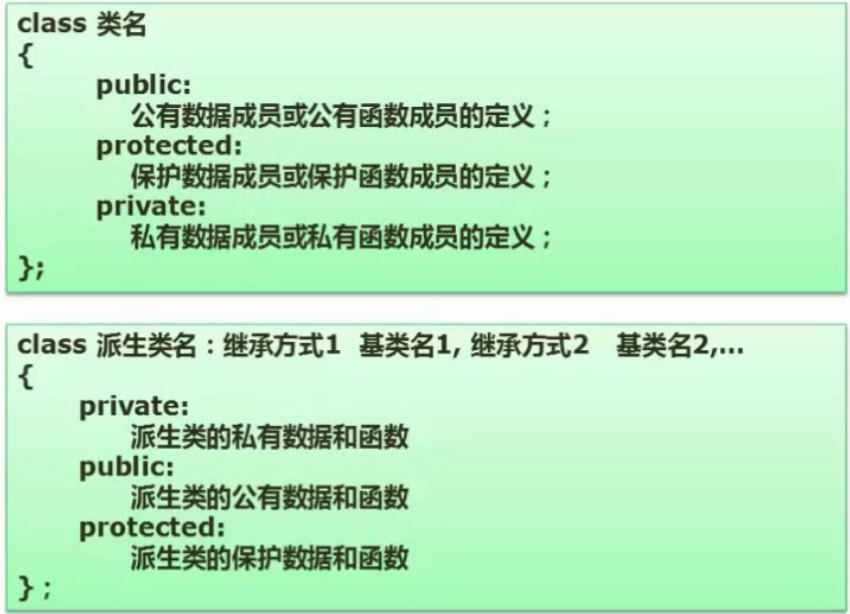 class 类名
{
public:
公有数据成员或公有函数成员的定义；
protected:
保护数据成员或保护函数成员的定义；
private:
私有数据成员或私有函数成员的定义；
};
class 派生类名：继承方式1 基类名1, 继承方式2 基类名2,...
{
private:
派生类的私有数据和函数
public:
派生类的公有数据和函数
protected:
派生类的保护数据和函数
}；